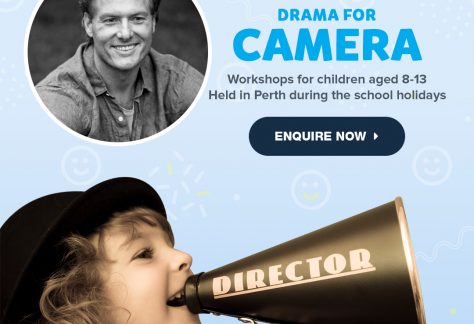 DRAMA FOR
CAMERA
Workshops for children aged 8-13
Held in Perth during the school holidays
ENQUIRE NOW
DIRECTOR